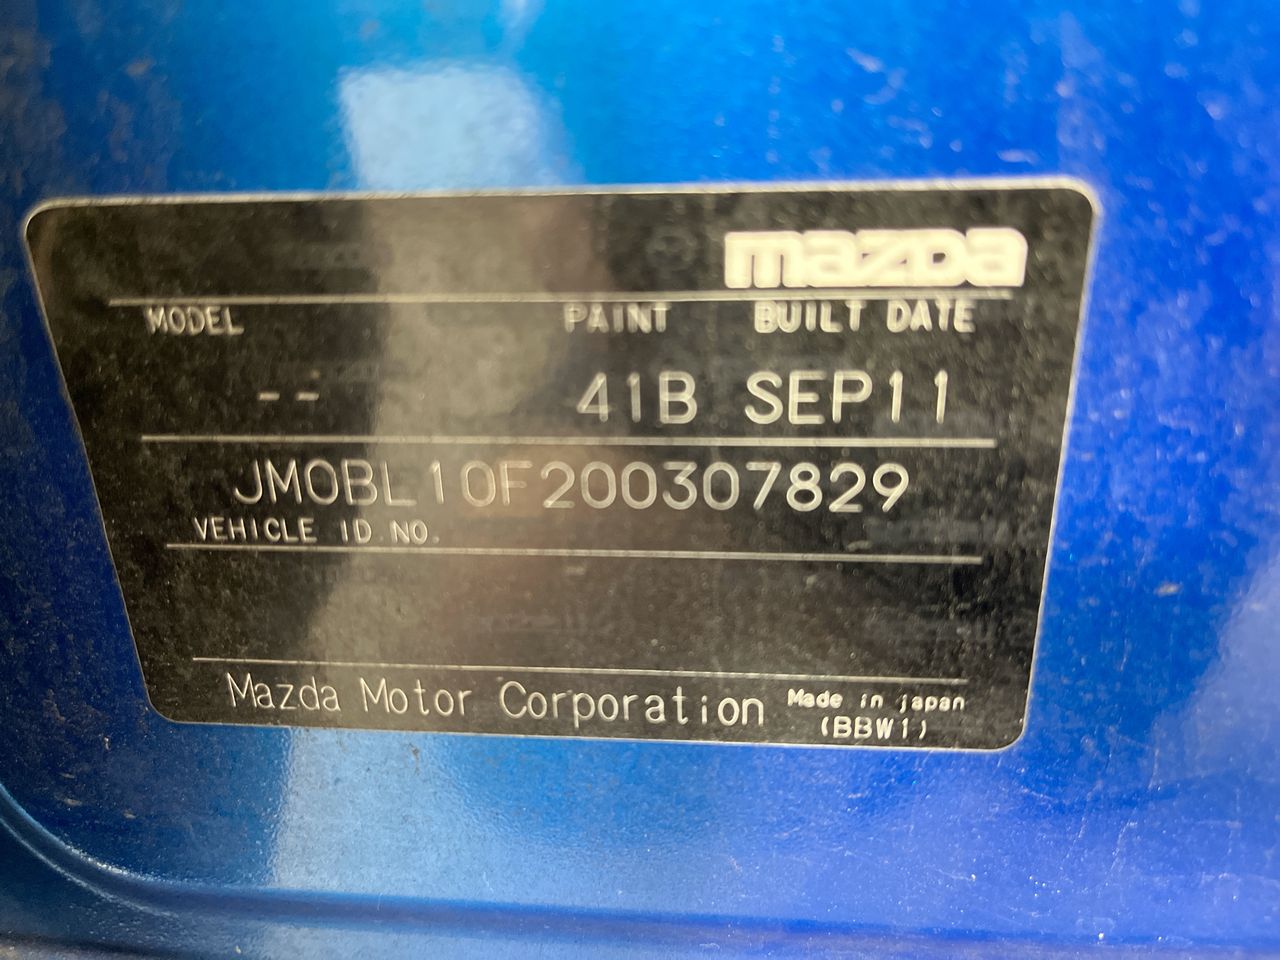 mazda
MODEL PAINT BUILT DATE
-- 41B SEP11
JM0BL10F200307829
VEHICLE ID NO.
Mazda Motor Corporation Made in japan
(BBW1)